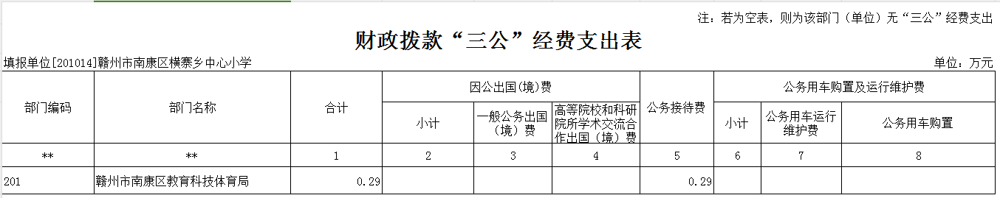 注：若为空表，则为该部门（单位）无“三公”经费支出
财政拨款“三公”经费支出表
填报单位[201014]赣州市南康区横寨乡中心小学 单位：万元
部门编码 部门名称 合计 因公出国(境)费 公务接待费 公务用车购置及运行维护费
小计 一般公务出国（境）费 高等院校和科研院所学术交流合作出国（境）费 小计 公务用车运行维护费 公务用车购置
** ** 1 2 3 4 5 6 7 8
201 赣州市南康区教育科技体育局 0.29 0.29